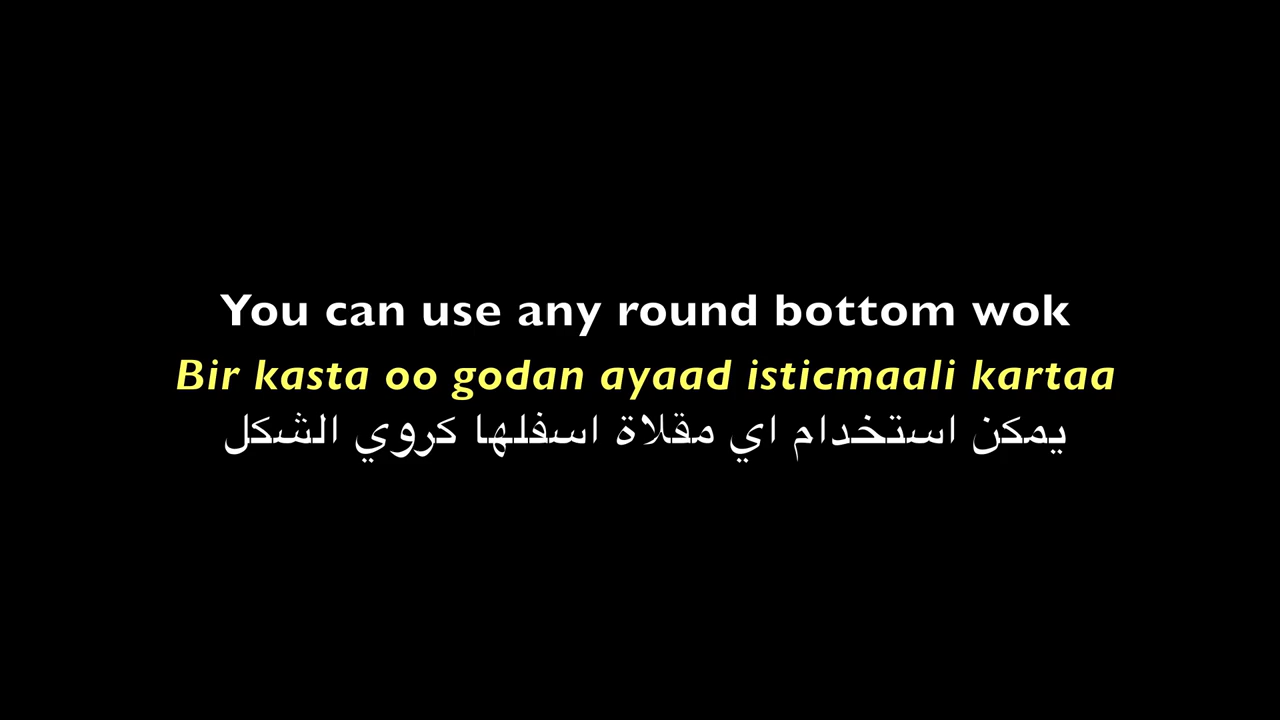 You can use any round bottom wok
Bir kasta oo godan ayaad isticmaali kartaa
يمكن استخدام اي مقلاة اسفلها كروي الشكل